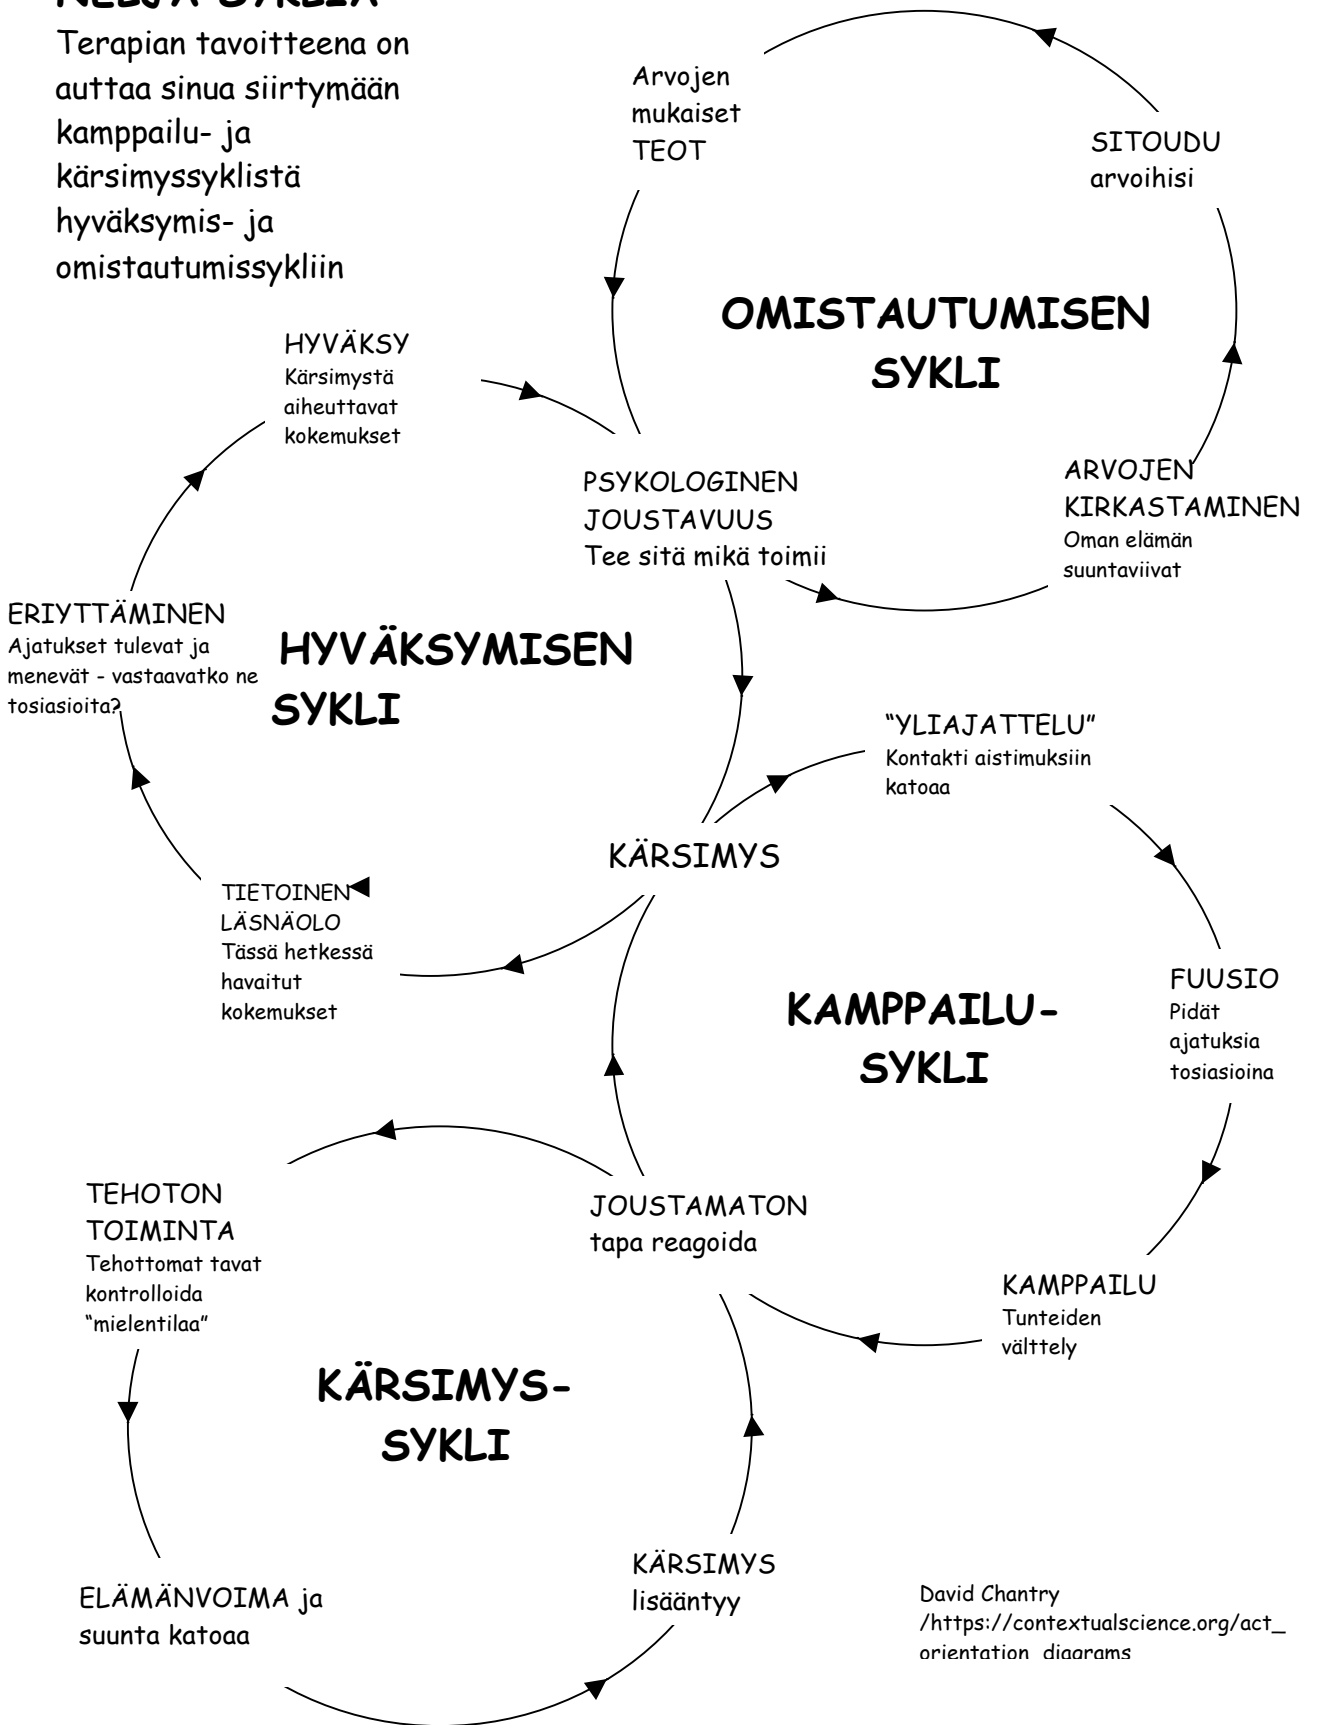 NELJÄ SYKLIÄ
Terapian tavoitteena on
auttaa sinua siirtymään
kamppailu- ja
kärsimyssyklistä
hyväksymis- ja
omistautumissykliin
Arvojen
mukaiset
TEOT
SITOUDU
arvoihisi
OMISTAUTUMISEN
SYKLI
HYVÄKSY
Kärsimystä
aiheuttavat
kokemukset
PSYKOLOGINEN
JOUSTAVUUS
Tee sitä mikä toimii
ARVOJEN
KIRKASTAMINEN
Oman elämän
suuntaviivat
ERIYTTÄMINEN
Ajatukset tulevat ja
menevät - vastaavatko ne
tosiasioita?
HYVÄKSYMISEN
SYKLI
"YLIAJATTELU"
Kontakti aistimuksiin
katoaa
KÄRSIMYS
TIETOINEN
LÄSNÄOLO
Tässä hetkessä
havaitut
kokemukset
KAMPPAILU-
SYKLI
FUUSIO
Pidät
ajatuksia
tosiasioina
TEHOTON
TOIMINTA
Tehottomat tavat
kontrolloida
"mielentilaa"
JOUSTAMATON
tapa reagoida
KAMPPAILU
Tunteiden
välttely
KÄRSIMYS-
SYKLI
ELÄMÄNVOIMA ja
suunta katoaa
KÄRSIMYS
lisääntyy
David Chantry
/https://contextualscience.org/act_
orientation_diagrams